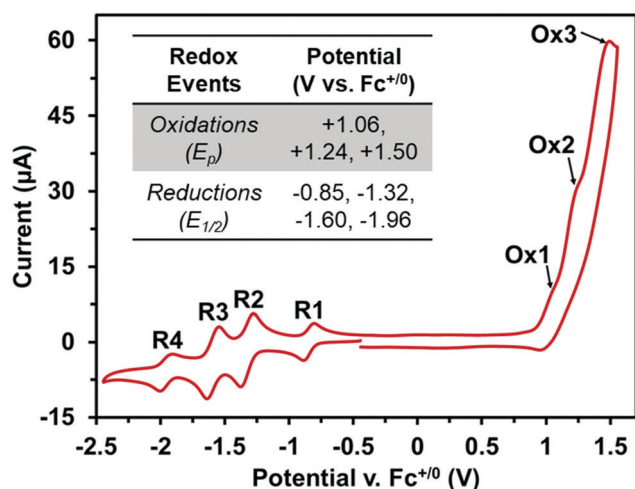 60
45
30
15
0
-15
Current (µA)
Redox Events
Potential (V vs. Fc+/0)
Oxidations (Ep)
+1.06,
+1.24, +1.50
Reductions (E1/2)
-0.85, -1.32,
-1.60, -1.96
Ox3
Ox2
Ox1
R4
R3
R2
R1
-2.5 -2 -1.5 -1 -0.5 0 0.5 1 1.5
Potential v. Fc+/0 (V)